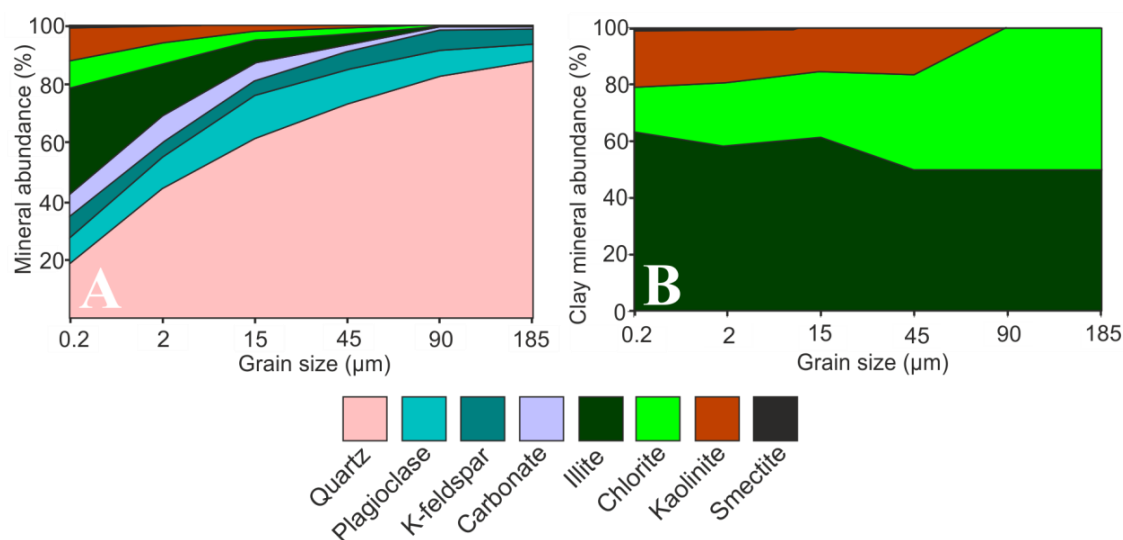 Mineral abundance (%)
100
80
60
40
20
A
0.2 2 15 45 90 185
Grain size (µm)
Clay mineral abundance (%)
100
80
60
40
20
0
B
0.2 2 15 45 90 185
Grain size (µm)
Quartz
Plagioclase
K-feldspar
Carbonate
Illite
Chlorite
Kaolinite
Smectite